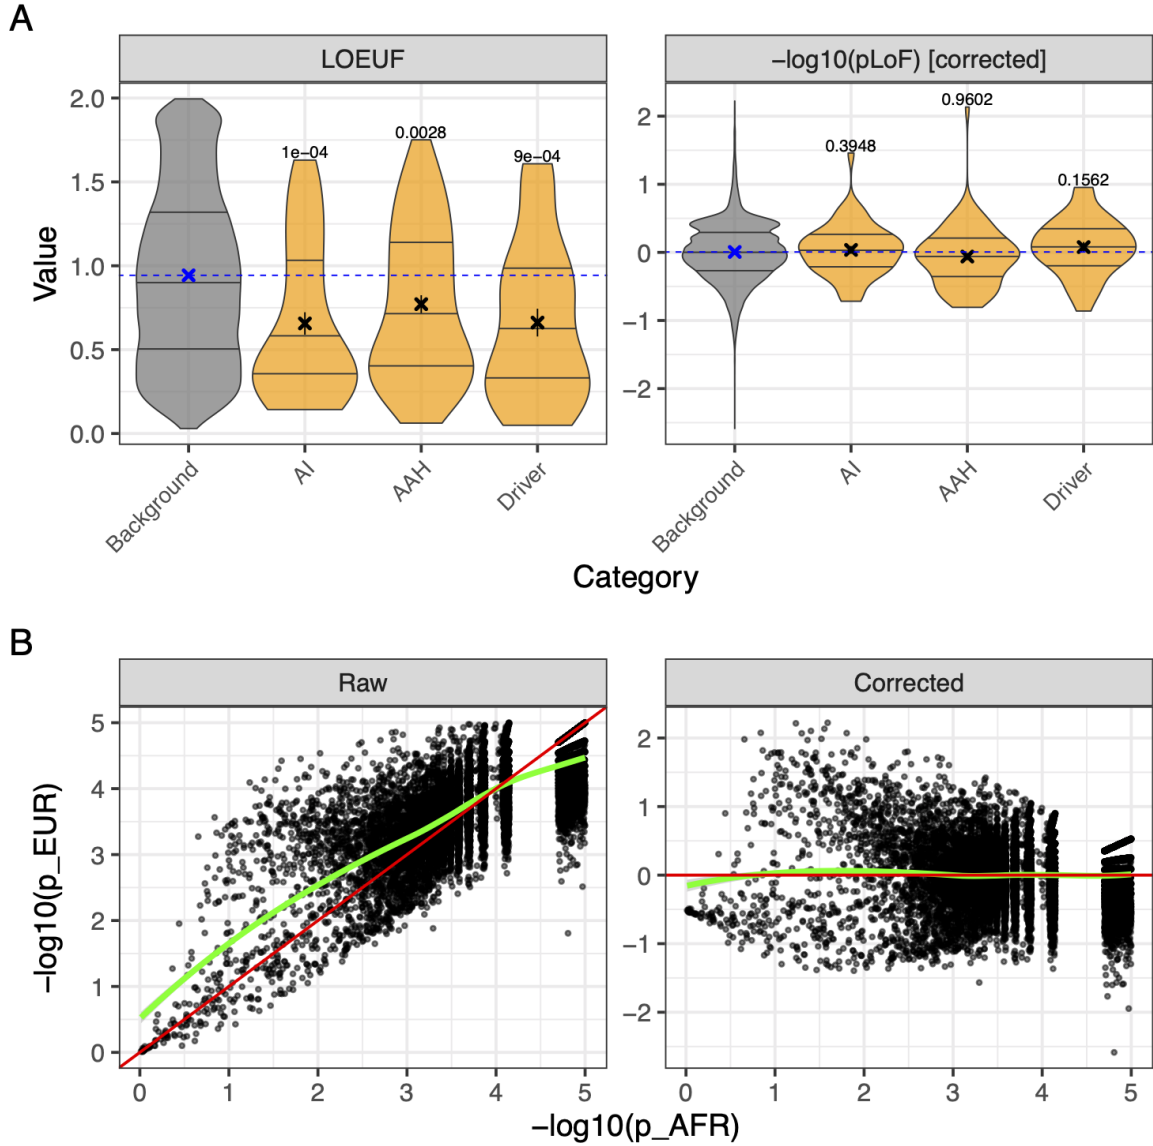 A
LOEUF
−log10(pLoF) [corrected]
Value
2.0
1.5
1.0
0.5
0.0
1e−04
0.0028
9e−04
2
1
0
−1
−2
0.3948
0.9602
0.1562
Background
AI
AAH
Driver
Background
AI
AAH
Driver
Category
B
Raw
Corrected
−log10(p_EUR)
5
4
3
2
1
0
2
1
0
−1
−2
0 1 2 3 4 5
0 1 2 3 4 5
−log10(p_AFR)